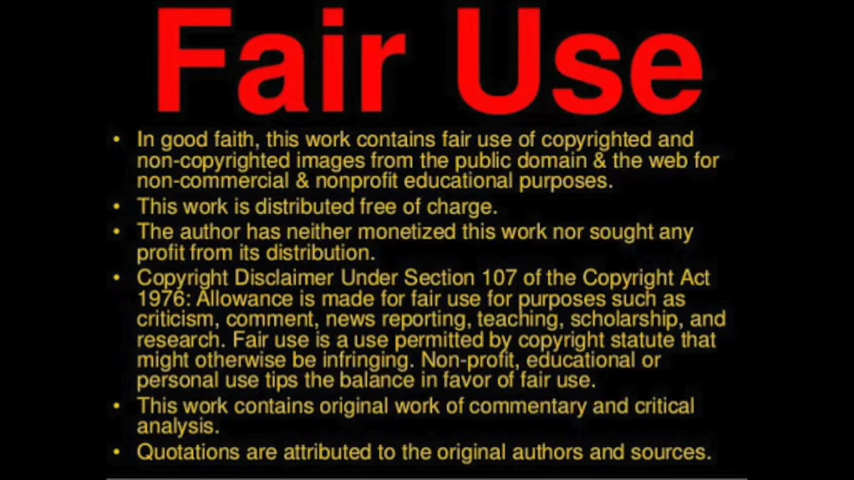 Fair Use
• In good faith, this work contains fair use of copyrighted and
non-copyrighted images from the public domain & the web for
non-commercial & nonprofit educational purposes.
• This work is distributed free of charge.
• The author has neither monetized this work nor sought any
profit from its distribution.
• Copyright Disclaimer Under Section 107 of the Copyright Act
1976: Allowance is made for fair use for purposes such as
criticism, comment, news reporting, teaching, scholarship, and
research. Fair use is a use permitted by copyright statute that
might otherwise be infringing. Non-profit, educational or
personal use tips the balance in favor of fair use.
• This work contains original work of commentary and critical
analysis.
• Quotations are attributed to the original authors and sources.